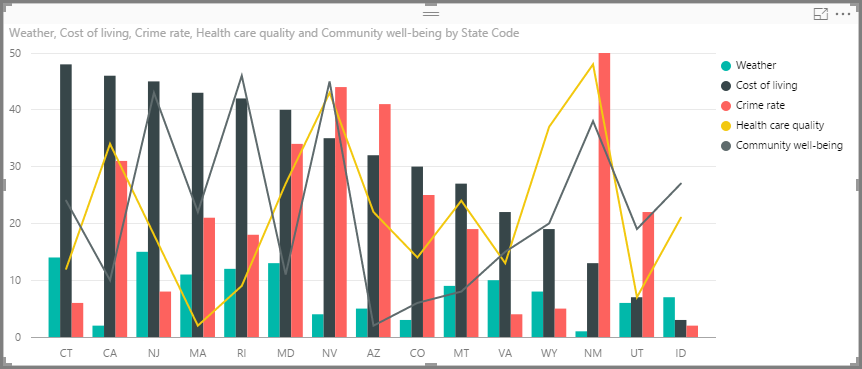 Weather, Cost of living, Crime rate, Health care quality and Community well-being by State Code
50
40
30
20
10
0
CT CA NJ MA RI MD NV AZ CO MT VA WY NM UT ID
Weather
Cost of living
Crime rate
Health care quality
Community well-being